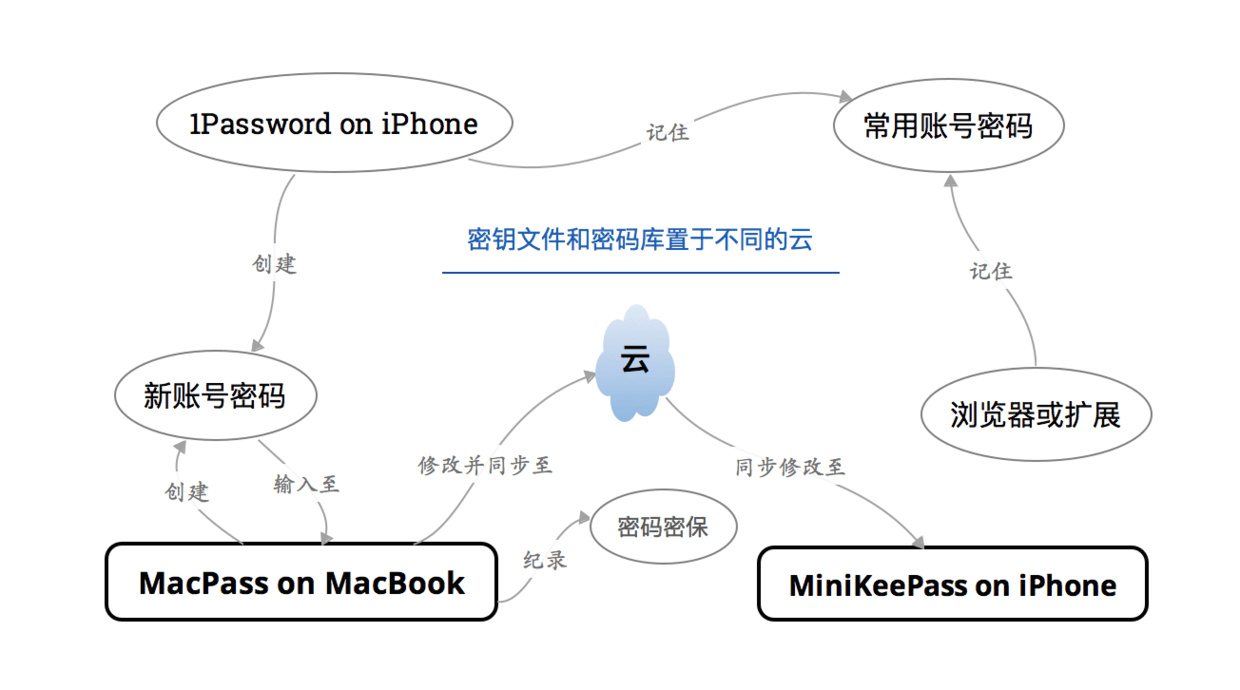 1Password on iPhone
记住
常用账号密码
密钥文件和密码库置于不同的云
创建
记住
云
新账号密码
浏览器或扩展
修改并同步至
同步修改至
创建
输入至
密码密保
纪录
MacPass on MacBook
MiniKeePass on iPhone